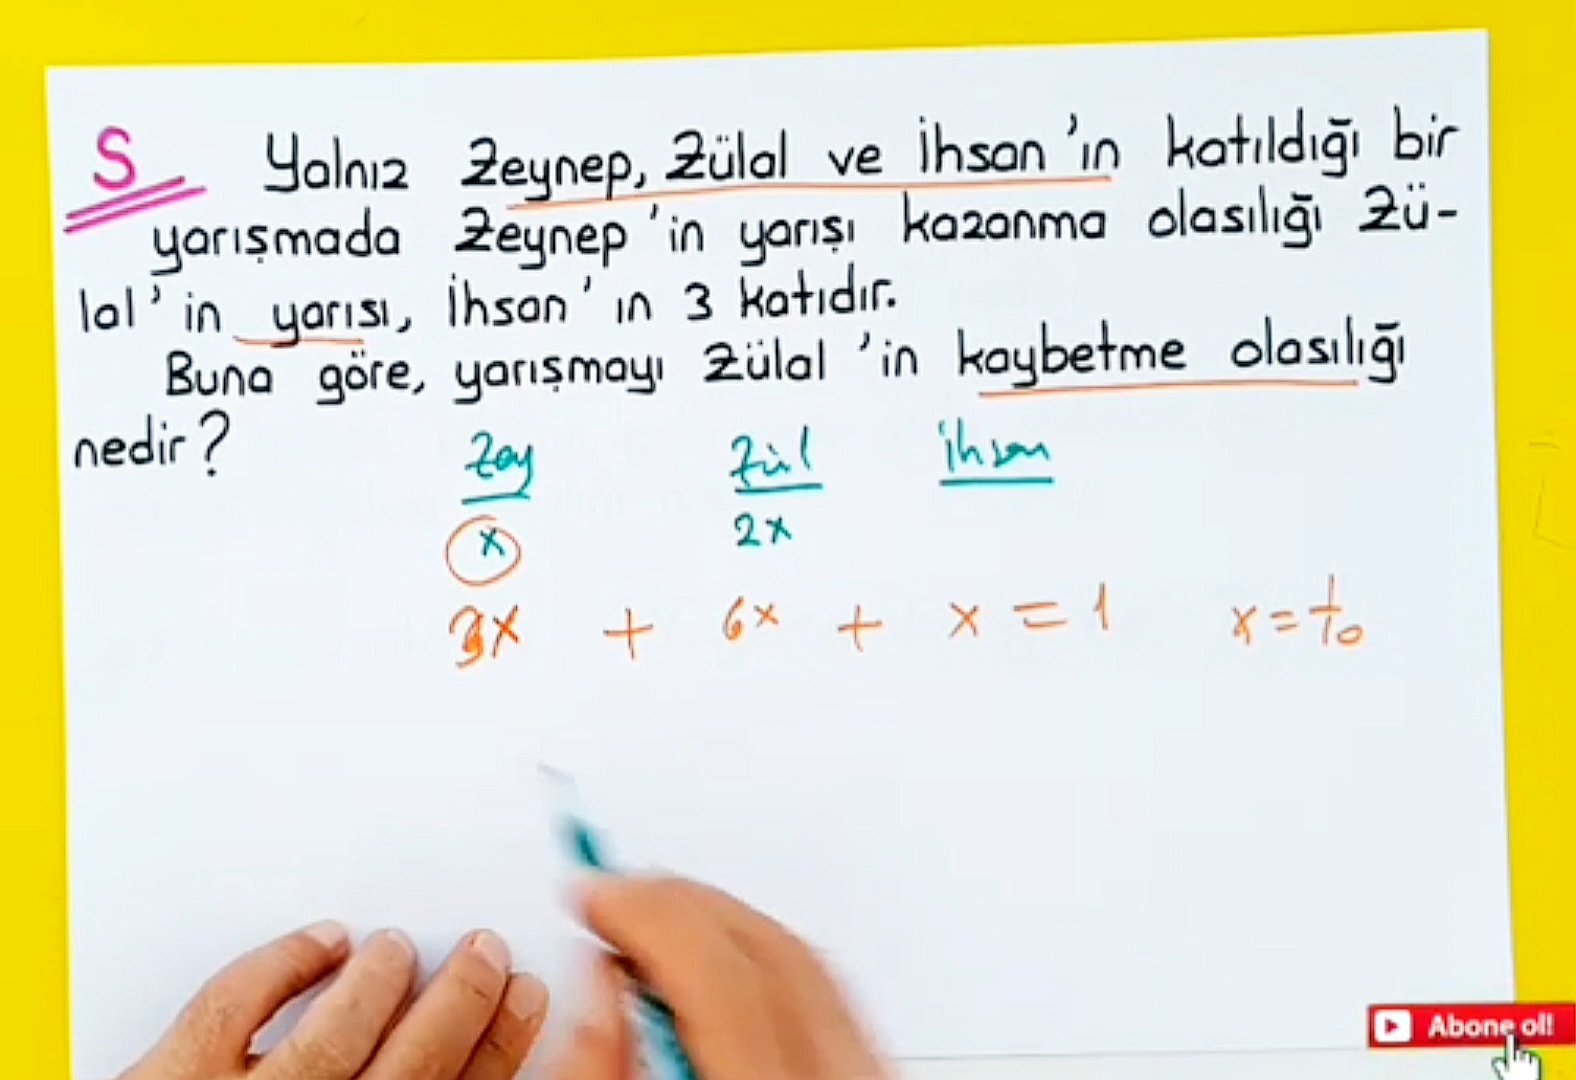 S Yalnız Zeynep, Zülal ve İhsan'ın katıldığı bir
yarışmada Zeynep'in yarışı kazanma olasılığı Zü-
lal'in yarısı, İhsan'ın 3 katıdır.
Buna göre, yarışmayı Zülal'in kaybetme olasılığı
nedir?
Zey Zül İhsan
x 2x
3x + 6x + x = 1 x = 1/10
Abone ol!